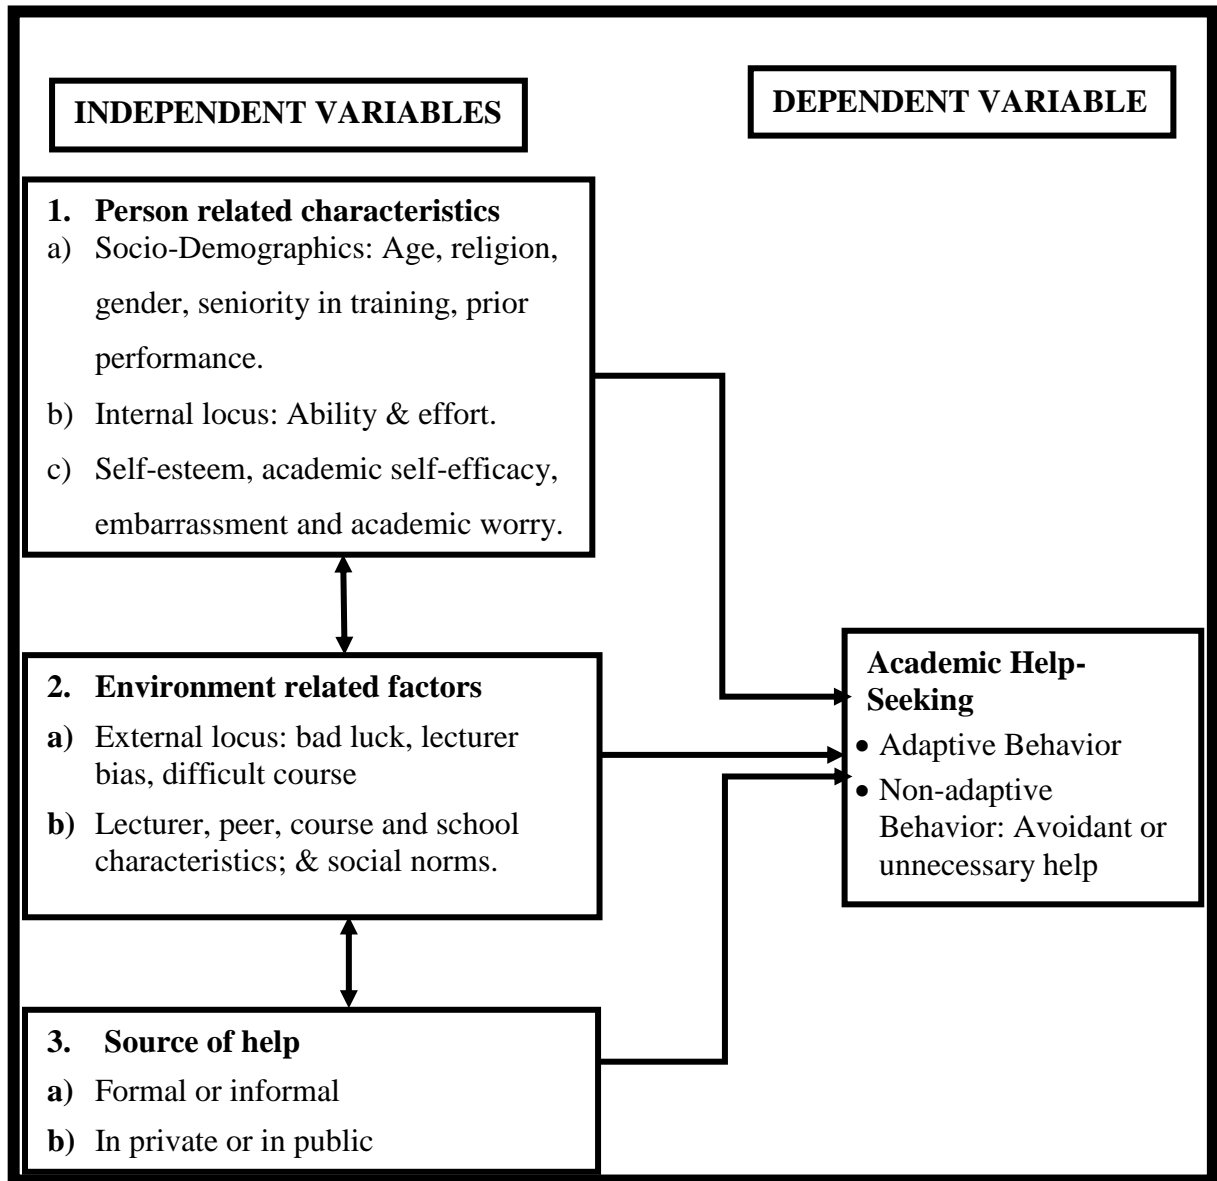 INDEPENDENT VARIABLES
DEPENDENT VARIABLE
1. Person related characteristics
a) Socio-Demographics: Age, religion,
gender, seniority in training, prior
performance.
b) Internal locus: Ability & effort.
c) Self-esteem, academic self-efficacy,
embarrassment and academic worry.
2. Environment related factors
a) External locus: bad luck, lecturer
bias, difficult course
b) Lecturer, peer, course and school
characteristics; & social norms.
3. Source of help
a) Formal or informal
b) In private or in public
Academic Help-
Seeking
• Adaptive Behavior
• Non-adaptive
Behavior: Avoidant or
unnecessary help